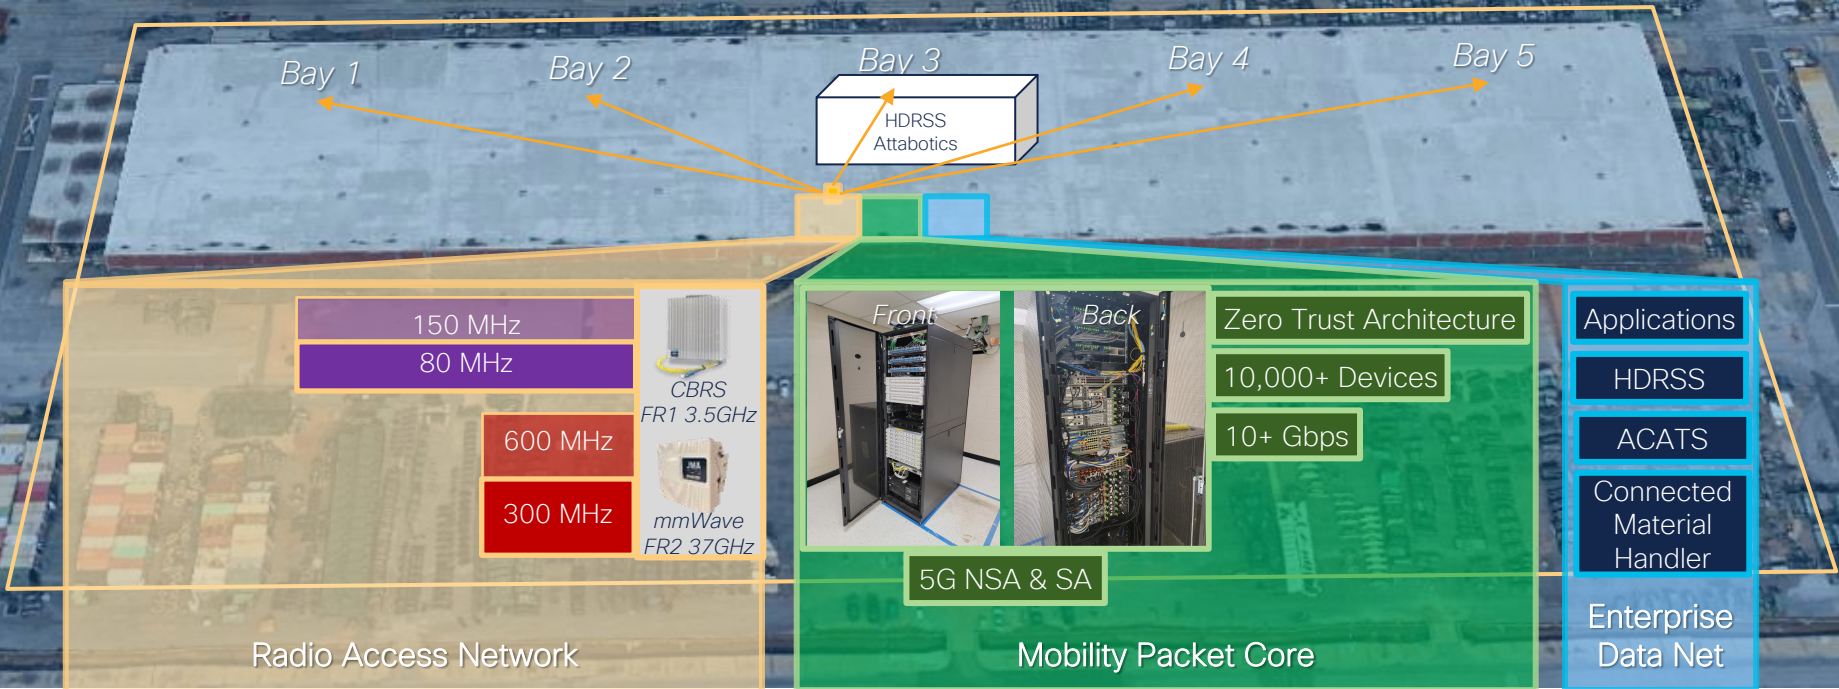 Bay 1
Bay 2
Bay 3
Bay 4
Bay 5
HDRSS
Attabotics
150 MHz
80 MHz
600 MHz
300 MHz
CBRS
FR1 3.5GHz
JMA
mmWave
FR2 37GHz
Radio Access Network
Front
Back
Zero Trust Architecture
10,000+ Devices
10+ Gbps
5G NSA & SA
Mobility Packet Core
Applications
HDRSS
ACATS
Connected
Material
Handler
Enterprise
Data Net